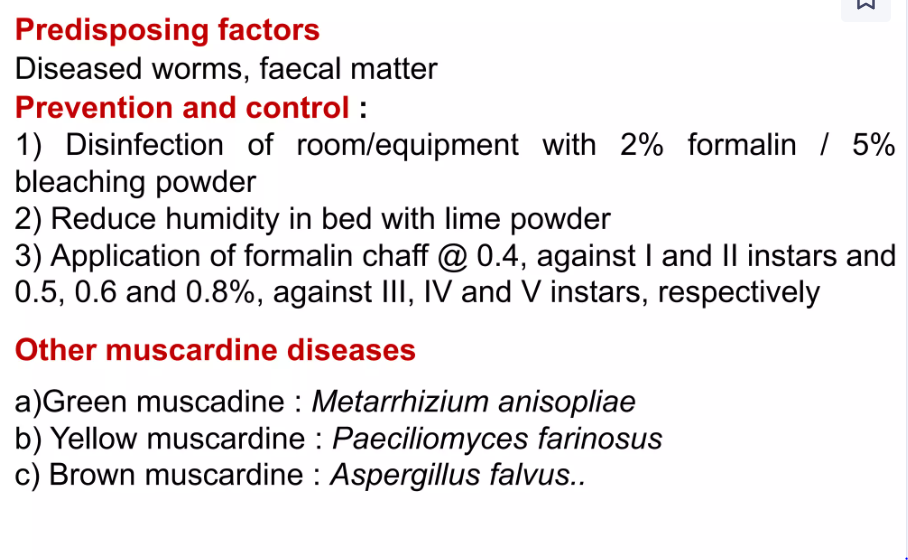 Predisposing factors
Diseased worms, faecal matter
Prevention and control :
1) Disinfection of room/equipment with 2% formalin / 5%
bleaching powder
2) Reduce humidity in bed with lime powder
3) Application of formalin chaff @ 0.4, against I and II instars and
0.5, 0.6 and 0.8%, against III, IV and V instars, respectively
Other muscardine diseases
a)Green muscadine : Metarrhizium anisopliae
b) Yellow muscardine : Paeciliomyces farinosus
c) Brown muscardine : Aspergillus falvus..